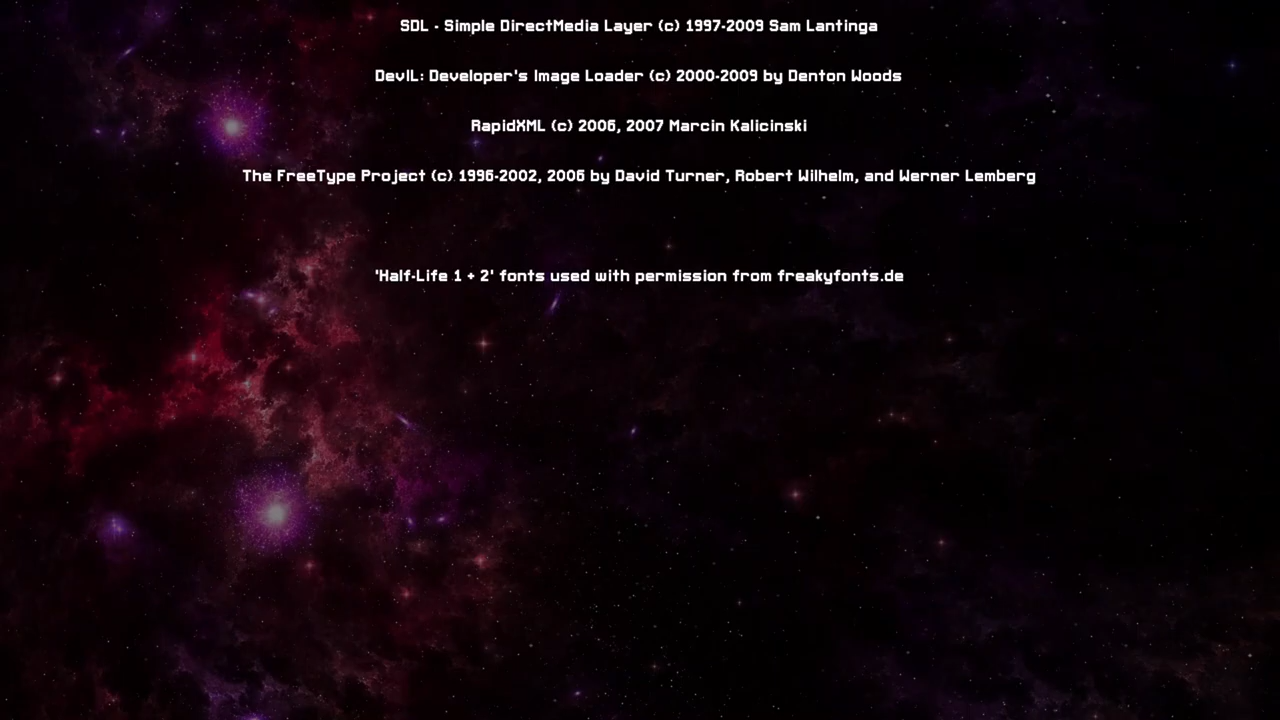 SDL - Simple DirectMedia Layer (c) 1997-2009 Sam Lantinga
DevIL: Developer's Image Loader (c) 2000-2009 by Denton Woods
RapidXML (c) 2006, 2007 Marcin Kalicinski
The FreeType Project (c) 1996-2002, 2006 by David Turner, Robert Wilhelm, and Werner Lemberg
'Half-Life 1 + 2' fonts used with permission from freakyfonts.de